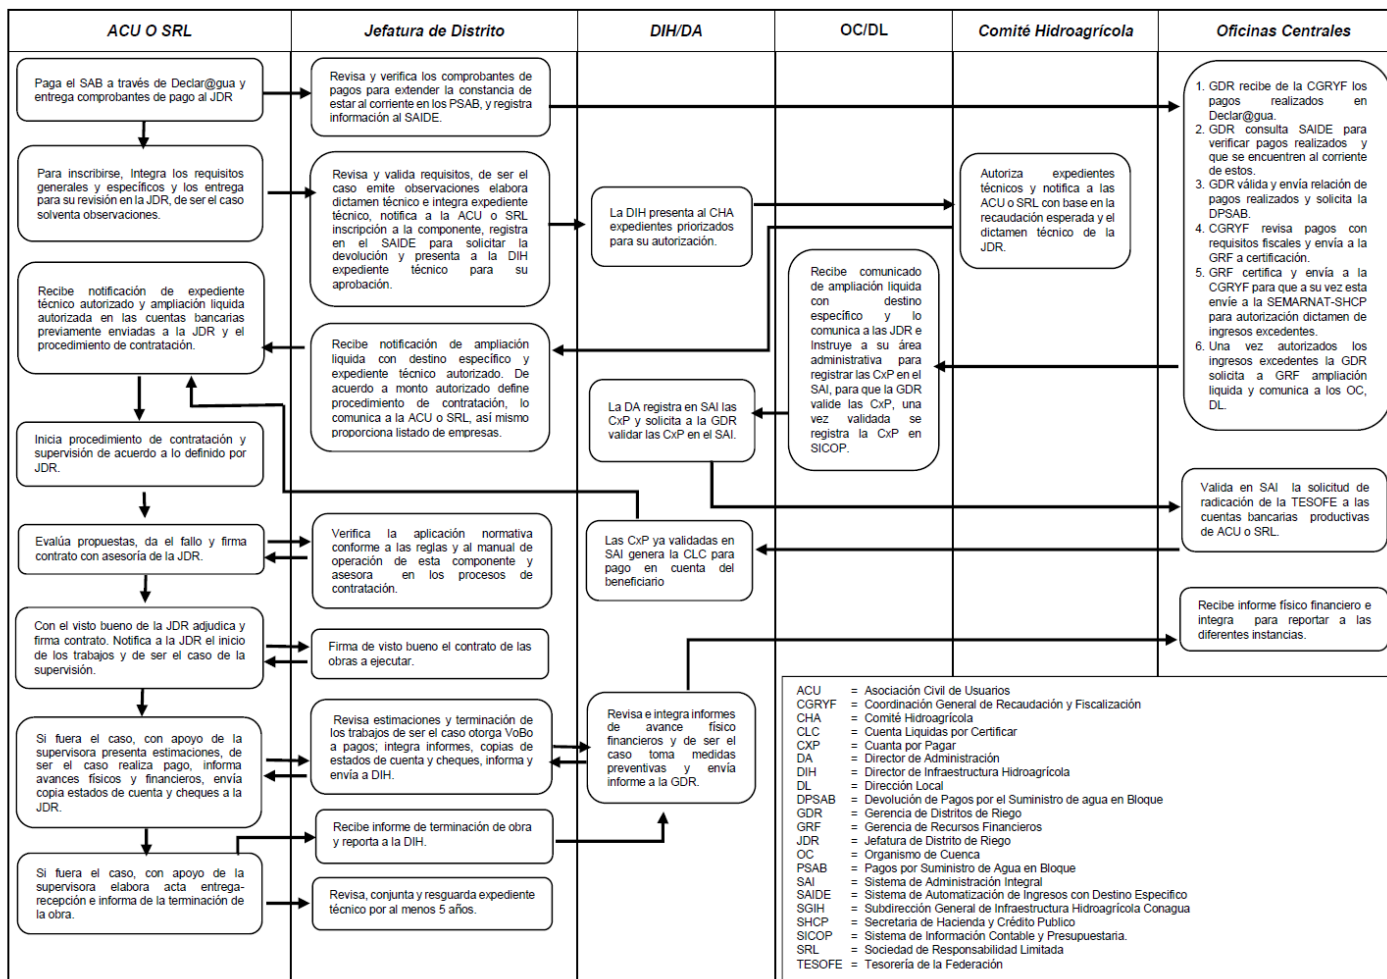 ACU O SRL
Jefatura de Distrito
DIH/DA
OC/DL
Comité Hidroagrícola
Oficinas Centrales
Paga el SAB a través de Declar@gua y
entrega comprobantes de pago al JDR
Revisa y verifica los comprobantes de
pagos para extender la constancia de
estar al corriente en los PSAB, y registra
información al SAIDE.
1. GDR recibe de la CGRYF los
pagos realizados en
Declar@gua.
2. GDR consulta SAIDE para
verificar pagos realizados y
que se encuentren al corriente
de estos.
3. GDR válida y envía relación de
pagos realizados y solicita la
DPSAB.
4. CGRYF revisa pagos con
requisitos fiscales y envía a la
GRF a certificación.
5. GRF certifica y envía a la
CGRYF para que a su vez esta
envíe a la SEMARNAT-SHCP
para autorización dictamen de
ingresos excedentes.
6. Una vez autorizados los
ingresos excedentes la GDR
solicita a GRF ampliación
liquida y comunica a los OC,
DL.
Para inscribirse, Integra los requisitos
generales y específicos y los entrega
para su revisión en la JDR, de ser el caso
solventa observaciones.
Revisa y valida requisitos, de ser el
caso emite observaciones elabora
dictamen técnico e integra expediente
técnico, notifica a la ACU o SRL
inscripción a la componente, registra
en el SAIDE para solicitar la
devolución y presenta a la DIH
expediente técnico para su
aprobación.
La DIH presenta al CHA
expedientes priorizados
para su autorización.
Autoriza expedientes
técnicos y notifica a las
ACU o SRL con base en la
recaudación esperada y el
dictamen técnico de la
JDR.
Recibe comunicado
de ampliación liquida
con destino
específico y lo
comunica a las JDR e
Instruye a su área
administrativa para
registrar las CxP en el
SAI, para que la GDR
valide las CxP, una
vez validada se
registra la CxP en
SICOP.
Recibe notificación de expediente
técnico autorizado y ampliación liquida
autorizada en las cuentas bancarias
previamente enviadas a la JDR y el
procedimiento de contratación.
Recibe notificación de ampliación
liquida con destino específico y
expediente técnico autorizado. De
acuerdo a monto autorizado define
procedimiento de contratación, lo
comunica a la ACU o SRL, así mismo
proporciona listado de empresas.
La DA registra en SAI las
CxP y solicita a la GDR
validar las CxP en el SAI.
Inicia procedimiento de contratación y
supervisión de acuerdo a lo definido por
JDR.
Valida en SAI la solicitud de
radicación de la TESOFE a las
cuentas bancarias productivas
de ACU o SRL.
Evalúa propuestas, da el fallo y firma
contrato con asesoría de la JDR.
Verifica la aplicación normativa
conforme a las reglas y al manual de
operación de esta componente y
asesora en los procesos de
contratación.
Las CxP ya validadas en
SAI genera la CLC para
pago en cuenta del
beneficiario
Recibe informe físico financiero e
integra para reportar a las
diferentes instancias.
Con el visto bueno de la JDR adjudica y
firma contrato. Notifica a la JDR el inicio
de los trabajos y de ser el caso de la
supervisión.
Firma de visto bueno el contrato de las
obras a ejecutar.
Si fuera el caso, con apoyo de la
supervisora presenta estimaciones, de
ser el caso realiza pago, informa
avances físicos y financieros, envía
copia estados de cuenta y cheques a la
JDR.
Revisa estimaciones y terminación de
los trabajos de ser el caso otorga VoBo
a pagos; integra informes, copias de
estados de cuenta y cheques, informa y
envía a DIH.
Revisa e integra informes
de avance físico
financieros y de ser el
caso toma medidas
preventivas y envía
informe a la GDR.
Recibe informe de terminación de obra
y reporta a la DIH.
Si fuera el caso, con apoyo de la
supervisora elabora acta entrega-
recepción e informa de la terminación de
la obra.
Revisa, conjunta y resguarda expediente
técnico por al menos 5 años.
ACU = Asociación Civil de Usuarios
CGRYF = Coordinación General de Recaudación y Fiscalización
CHA = Comité Hidroagrícola
CLC = Cuenta Liquidas por Certificar
CXP = Cuanta por Pagar
DA = Director de Administración
DIH = Director de Infraestructura Hidroagrícola
DL = Dirección Local
DPSAB = Devolución de Pagos por el Suministro de agua en Bloque
GDR = Gerencia de Distritos de Riego
GRF = Gerencia de Recursos Financieros
JDR = Jefatura de Distrito de Riego
OC = Organismo de Cuenca
PSAB = Pagos por Suministro de Agua en Bloque
SAI = Sistema de Administración Integral
SAIDE = Sistema de Automatización de Ingresos con Destino Especifico
SGIH = Subdirección General de Infraestructura Hidroagrícola Conagua
SHCP = Secretaria de Hacienda y Crédito Publico
SICOP = Sistema de Información Contable y Presupuestaria.
SRL = Sociedad de Responsabilidad Limitada
TESOFE = Tesorería de la Federación